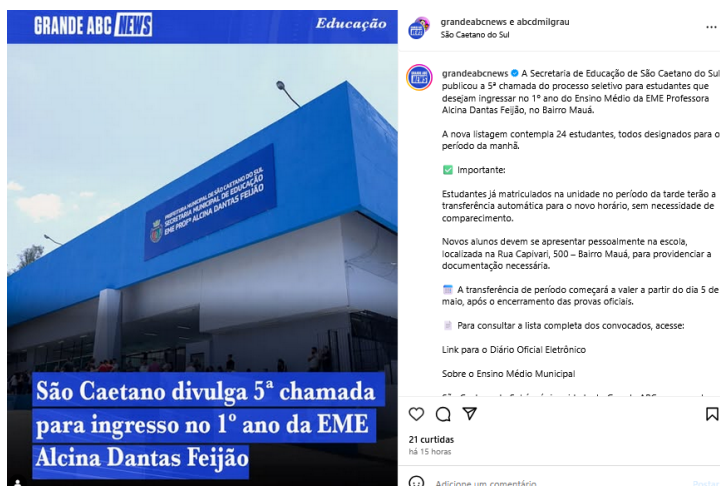 GRANDE ABC NEWS
Educação
PREFEITURA MUNICIPAL DE SÃO CAETANO DO SUL
SECRETARIA MUNICIPAL DE EDUCAÇÃO
EME PROFª ALCINA DANTAS FEIJÃO
São Caetano divulga 5ª chamada
para ingresso no 1º ano da EME
Alcina Dantas Feijão
grandeabcnews e abcdmilgrau
São Caetano do Sul
grandeabcnews A Secretaria de Educação de São Caetano do Sul
publicou a 5ª chamada do processo seletivo para estudantes que
desejam ingressar no 1º ano do Ensino Médio da EME Professora
Alcina Dantas Feijão, no Bairro Mauá.
A nova listagem contempla 24 estudantes, todos designados para o
período da manhã.
✅ Importante:
Estudantes já matriculados na unidade no período da tarde terão a
transferência automática para o novo horário, sem necessidade de
comparecimento.
Novos alunos devem se apresentar pessoalmente na escola,
localizada na Rua Capivari, 500 – Bairro Mauá, para providenciar a
documentação necessária.
A transferência de período começará a valer a partir do dia 5 de
maio, após o encerramento das provas oficiais.
Para consultar a lista completa dos convocados, acesse:
Link para o Diário Oficial Eletrônico
Sobre o Ensino Médio Municipal
21 curtidas
há 15 horas
Adicione um comentário...
Postar